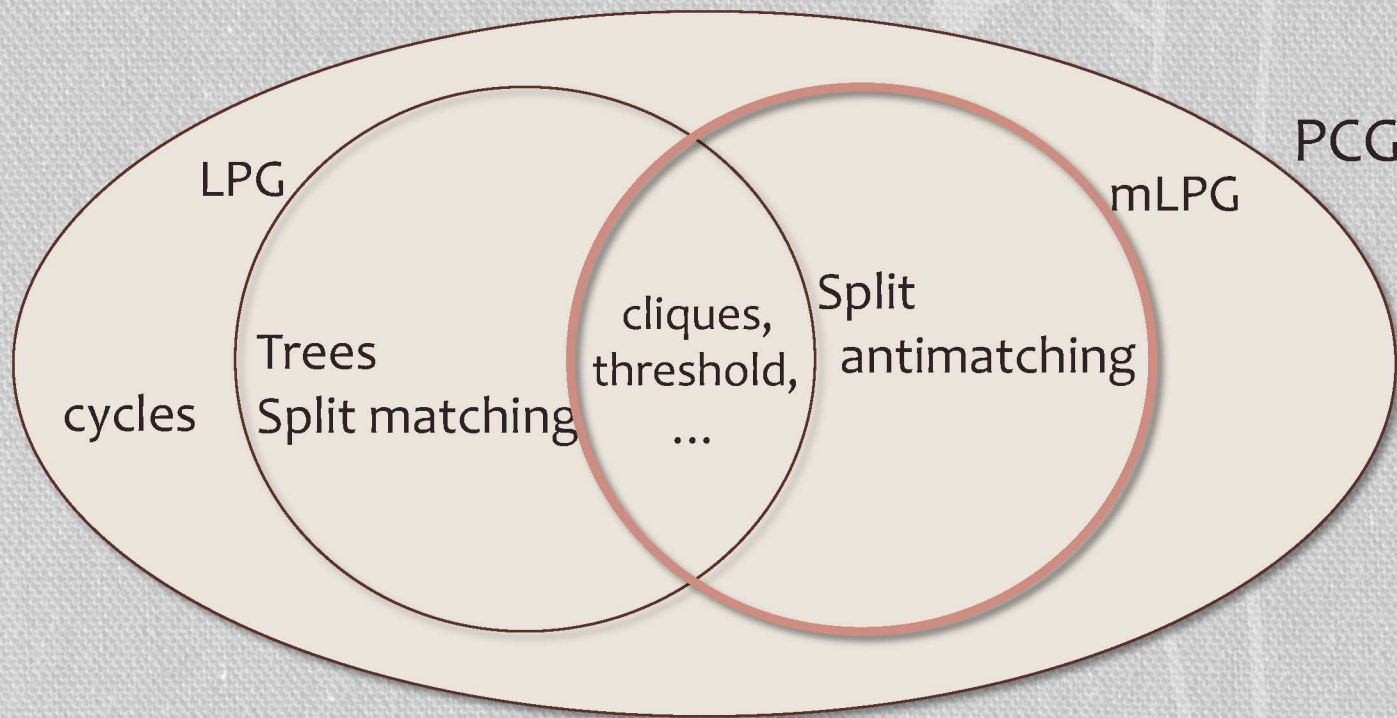 PCG
LPG
mLPG
Trees
Split matching
cycles
cliques,
threshold,
...
Split
antimatching